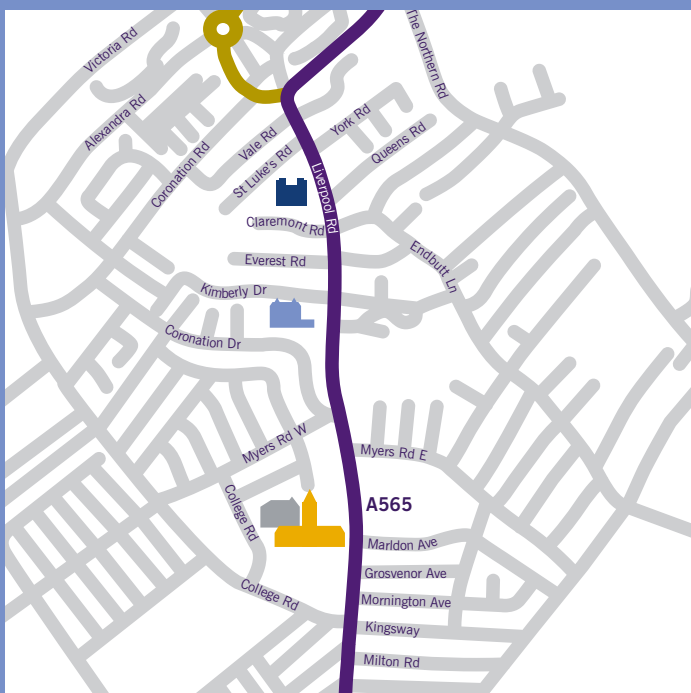 The Northern Rd
Victoria Rd
Alexandra Rd
Coronation Rd
Vale Rd
York Rd
St Luke's Rd
Queens Rd
Liverpool Rd
Claremont Rd
Everest Rd
Endbutt Ln
Kimberly Dr
Coronation Dr
Myers Rd W
Myers Rd E
College Rd
A565
Marldon Ave
Grosvenor Ave
College Rd
Mornington Ave
Kingsway
Milton Rd